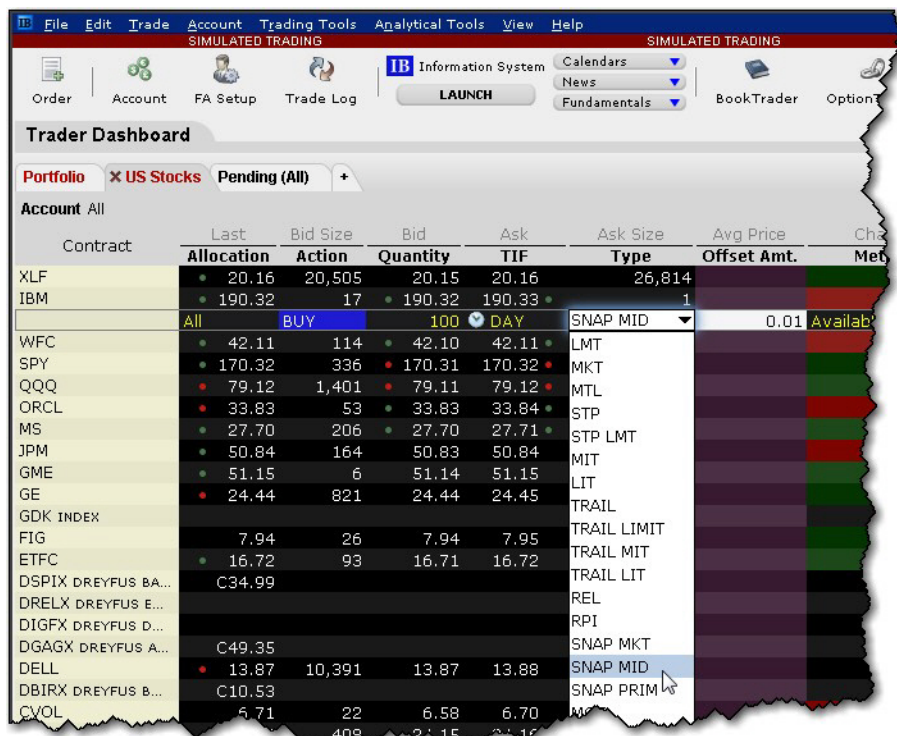 IB File Edit Trade Account Trading Tools Analytical Tools View Help
SIMULATED TRADING SIMULATED TRADING
Order Account FA Setup Trade Log IB Information System LAUNCH Calendars News Fundamentals BookTrader
Trader Dashboard
Portfolio X US Stocks Pending (All) +
Account All
Contract Last Bid Size Bid Ask Ask Size Avg Price
Allocation Action Quantity TIF Type Offset Amt.
XLF 20.16 20,505 20.15 20.16 26,814
IBM 190.32 17 190.32 190.33 1
All BUY 100 DAY SNAP MID 0.01
WFC 42.11 114 42.10 42.11 LMT
SPY 170.32 336 170.31 170.32 MKT
QQQ 79.12 1,401 79.11 79.12 MTL
ORCL 33.83 53 33.83 33.84 STP
MS 27.70 206 27.70 27.71 STP LMT
JPM 50.84 164 50.83 50.84 MIT
GME 51.15 6 51.14 51.15 LIT
GE 24.44 821 24.44 24.45 TRAIL
GDK INDEX TRAIL LIMIT
FIG 7.94 26 7.94 7.95 TRAIL MIT
ETFC 16.72 93 16.71 16.72 TRAIL LIT
DSPIX DREYFUS BA... C34.99 REL
DRELX DREYFUS E... RPI
DIGFX DREYFUS D... SNAP MKT
DGAGX DREYFUS A... C49.35 SNAP MID
DELL 13.87 10,391 13.87 13.88 SNAP PRIM
DBIRX DREYFUS B... C10.53
CVOL 6.71 22 6.58 6.70